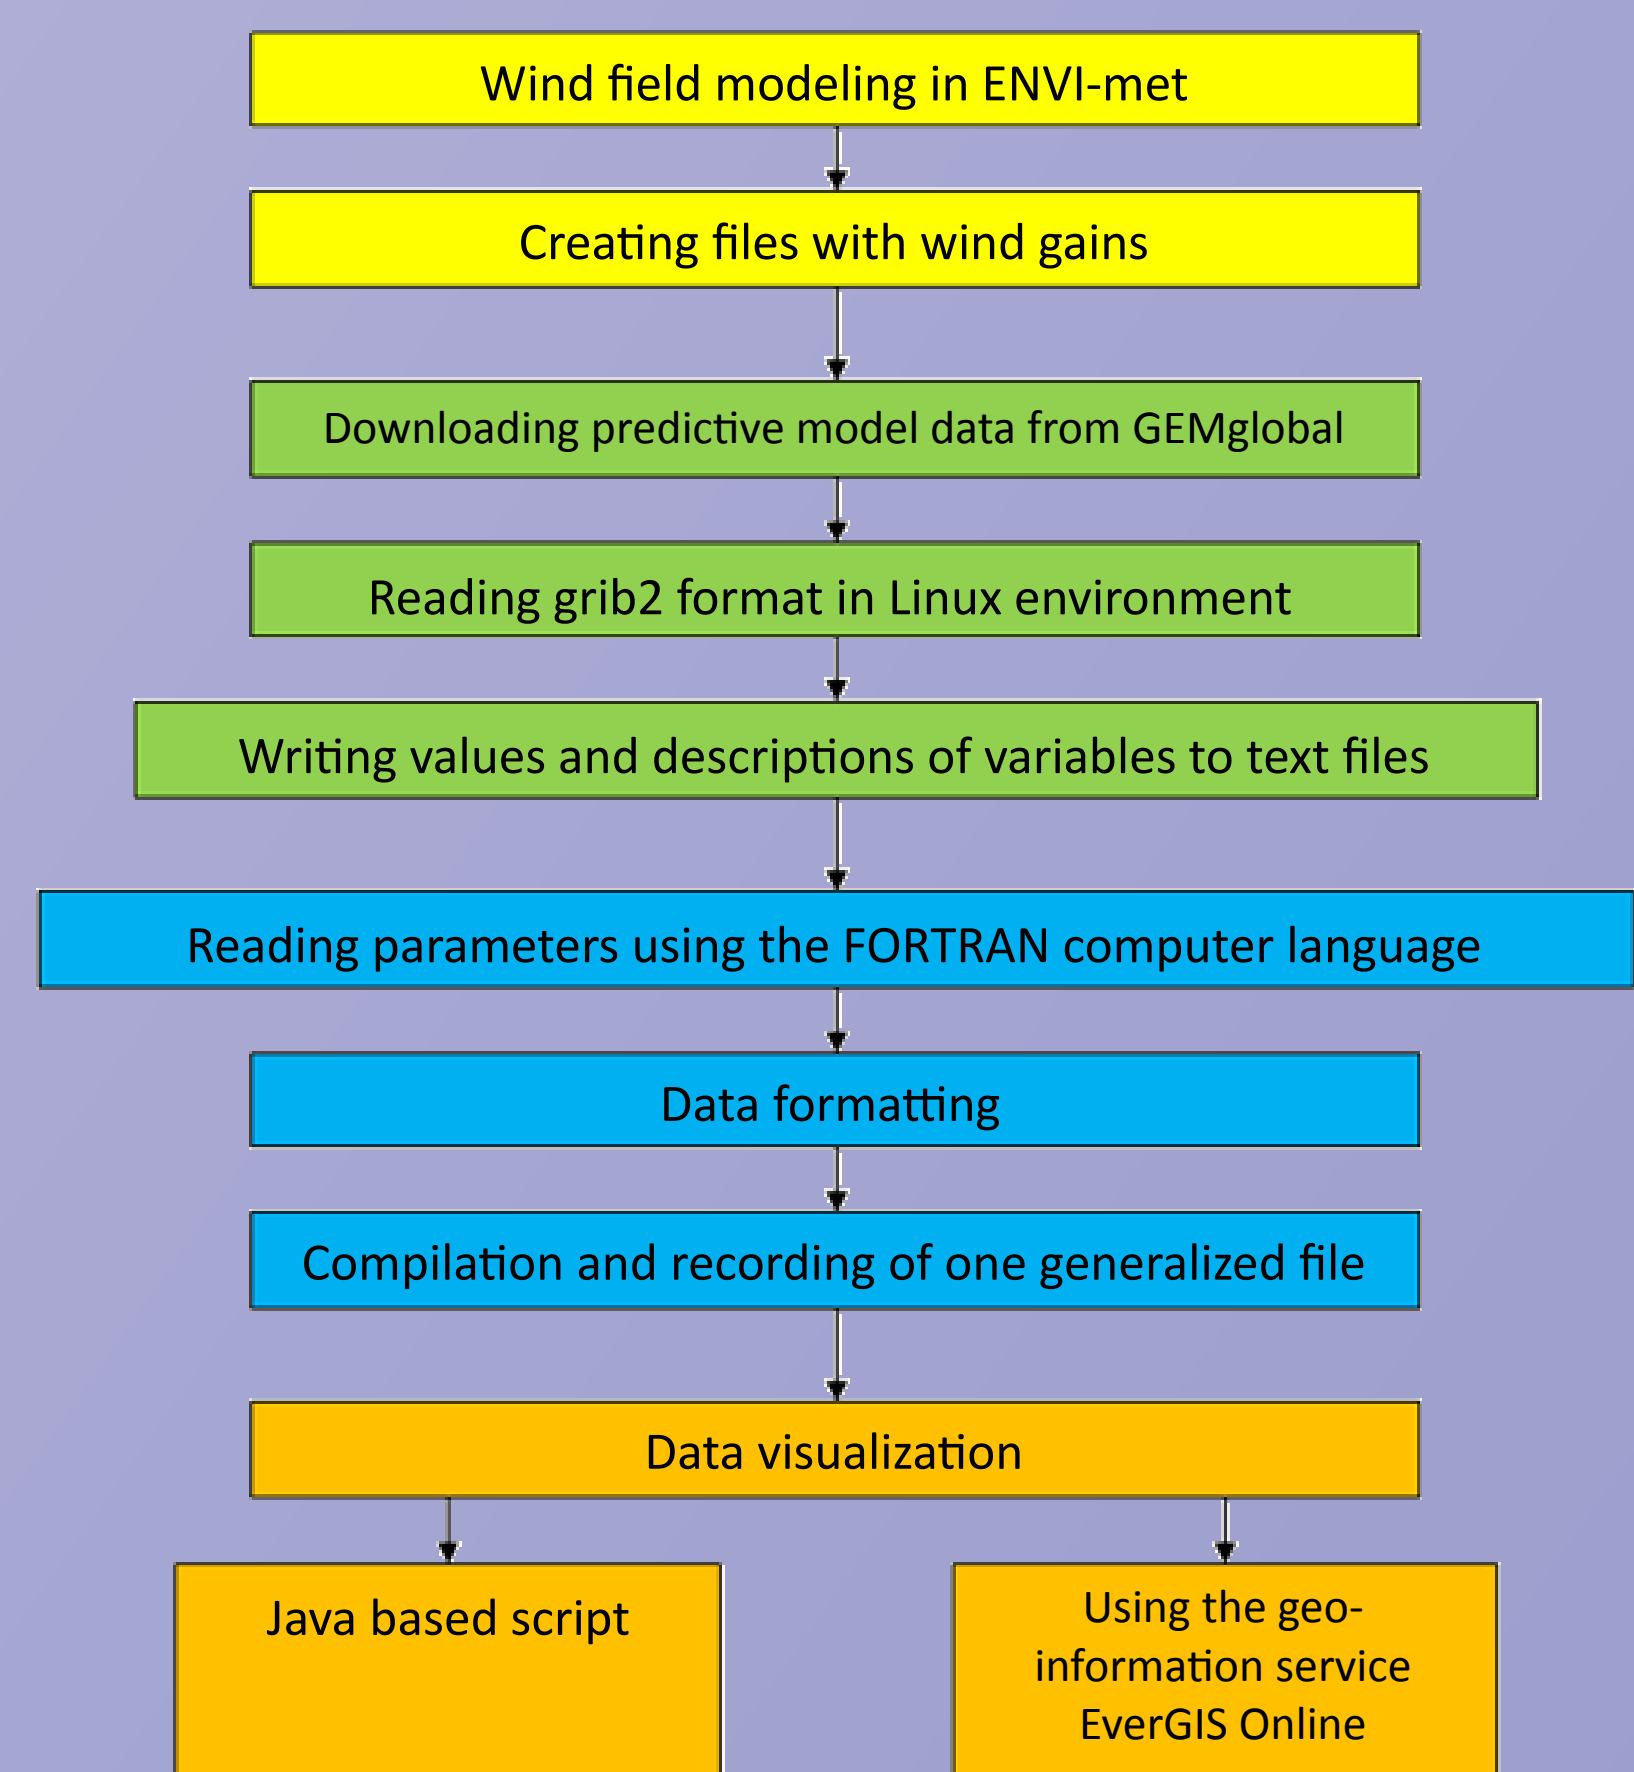 Wind field modeling in ENVI-met
Creating files with wind gains
Downloading predictive model data from GEMglobal
Reading grib2 format in Linux environment
Writing values and descriptions of variables to text files
Reading parameters using the FORTRAN computer language
Data formatting
Compilation and recording of one generalized file
Data visualization
Java based script
Using the geo-
information service
EverGIS Online